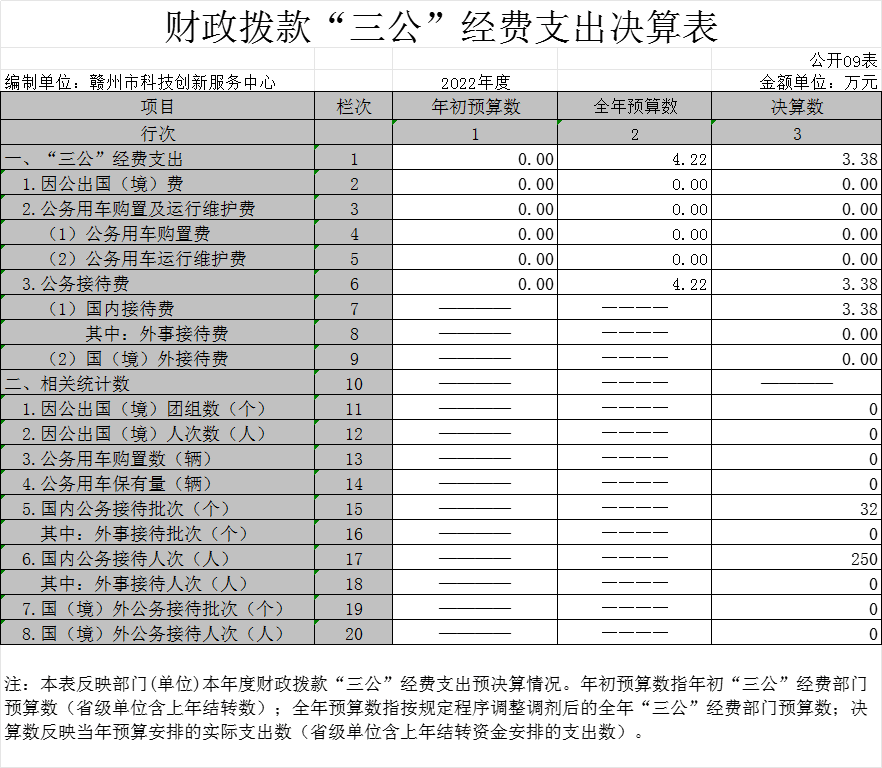 财政拨款“三公”经费支出决算表
公开09表
编制单位：赣州市科技创新服务中心 2022年度 金额单位：万元
项目 栏次 年初预算数 全年预算数 决算数
行次 1 2 3
一、“三公”经费支出 1 0.00 4.22 3.38
1.因公出国（境）费 2 0.00 0.00 0.00
2.公务用车购置及运行维护费 3 0.00 0.00 0.00
（1）公务用车购置费 4 0.00 0.00 0.00
（2）公务用车运行维护费 5 0.00 0.00 0.00
3.公务接待费 6 0.00 4.22 3.38
（1）国内接待费 7 ———— ———— 3.38
其中：外事接待费 8 ———— ———— 0.00
（2）国（境）外接待费 9 ———— ———— 0.00
二、相关统计数 10 ———— ———— ————
1.因公出国（境）团组数（个） 11 ———— ———— 0
2.因公出国（境）人次数（人） 12 ———— ———— 0
3.公务用车购置数（辆） 13 ———— ———— 0
4.公务用车保有量（辆） 14 ———— ———— 0
5.国内公务接待批次（个） 15 ———— ———— 32
其中：外事接待批次（个） 16 ———— ———— 0
6.国内公务接待人次（人） 17 ———— ———— 250
其中：外事接待人次（人） 18 ———— ———— 0
7.国（境）外公务接待批次（个） 19 ———— ———— 0
8.国（境）外公务接待人次（人） 20 ———— ———— 0
注：本表反映部门(单位)本年度财政拨款“三公”经费支出预决算情况。年初预算数指年初“三公”经费部门
预算数（省级单位含上年结转数）；全年预算数指按规定程序调整调剂后的全年“三公”经费部门预算数；决
算数反映当年预算安排的实际支出数（省级单位含上年结转资金安排的支出数）。